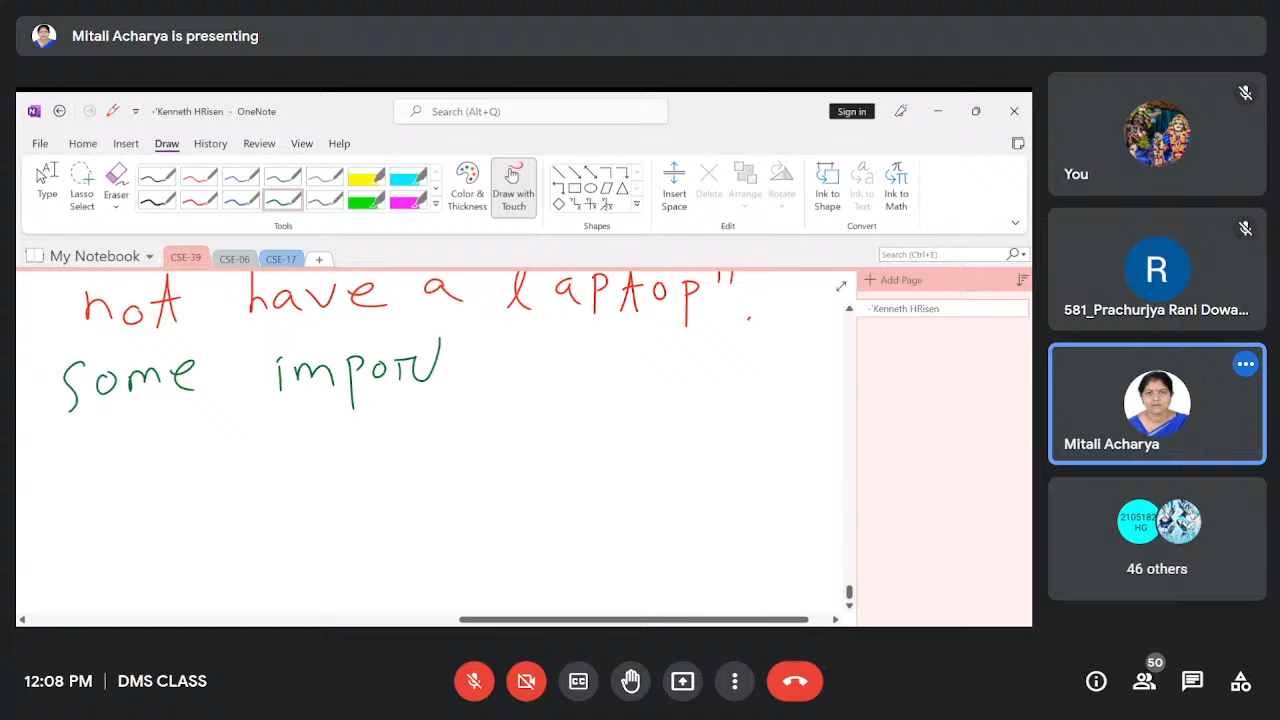 Mitali Acharya is presenting
-'Kenneth HRisen - OneNote
Search (Alt+Q)
Sign in
File Home Insert Draw History Review View Help
Type
Lasso Select
Eraser
Color & Thickness
Draw with Touch
Insert Space
Delete
Arrange
Rotate
Ink to Shape
Ink to Text
Ink to Math
Tools Shapes Edit Convert
My Notebook CSE-39 CSE-06 CSE-17 +
Search (Ctrl+E)
Add Page
-'Kenneth HRisen
not have a laptop".
some import
You
R
581_Prachurjya Rani Dowa...
Mitali Acharya
2105182 HG
46 others
12:08 PM | DMS CLASS
CC
50